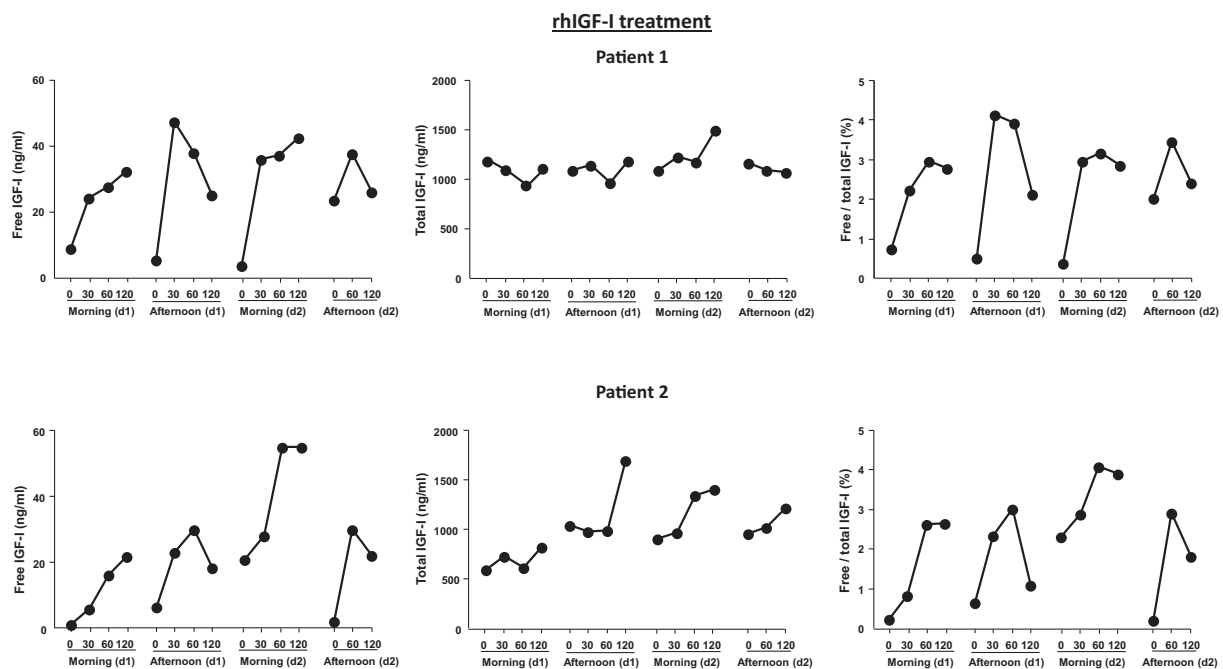 rhIGF-I treatment
Patient 1
Free IGF-I (ng/ml)
60
40
20
0
0 30 60 120 0 30 60 120 0 30 60 120 0 60 120
Morning (d1) Afternoon (d1) Morning (d2) Afternoon (d2)
Total IGF-I (ng/ml)
2000
1500
1000
500
0
0 30 60 120 0 30 60 120 0 30 60 120 0 60 120
Morning (d1) Afternoon (d1) Morning (d2) Afternoon (d2)
Free / total IGF-I (%)
5
4
3
2
1
0
0 30 60 120 0 30 60 120 0 30 60 120 0 60 120
Morning (d1) Afternoon (d1) Morning (d2) Afternoon (d2)
Patient 2
Free IGF-I (ng/ml)
60
40
20
0
0 30 60 120 0 30 60 120 0 30 60 120 0 60 120
Morning (d1) Afternoon (d1) Morning (d2) Afternoon (d2)
Total IGF-I (ng/ml)
2000
1500
1000
500
0
0 30 60 120 0 30 60 120 0 30 60 120 0 60 120
Morning (d1) Afternoon (d1) Morning (d2) Afternoon (d2)
Free / total IGF-I (%)
5
4
3
2
1
0
0 30 60 120 0 30 60 120 0 30 60 120 0 60 120
Morning (d1) Afternoon (d1) Morning (d2) Afternoon (d2)